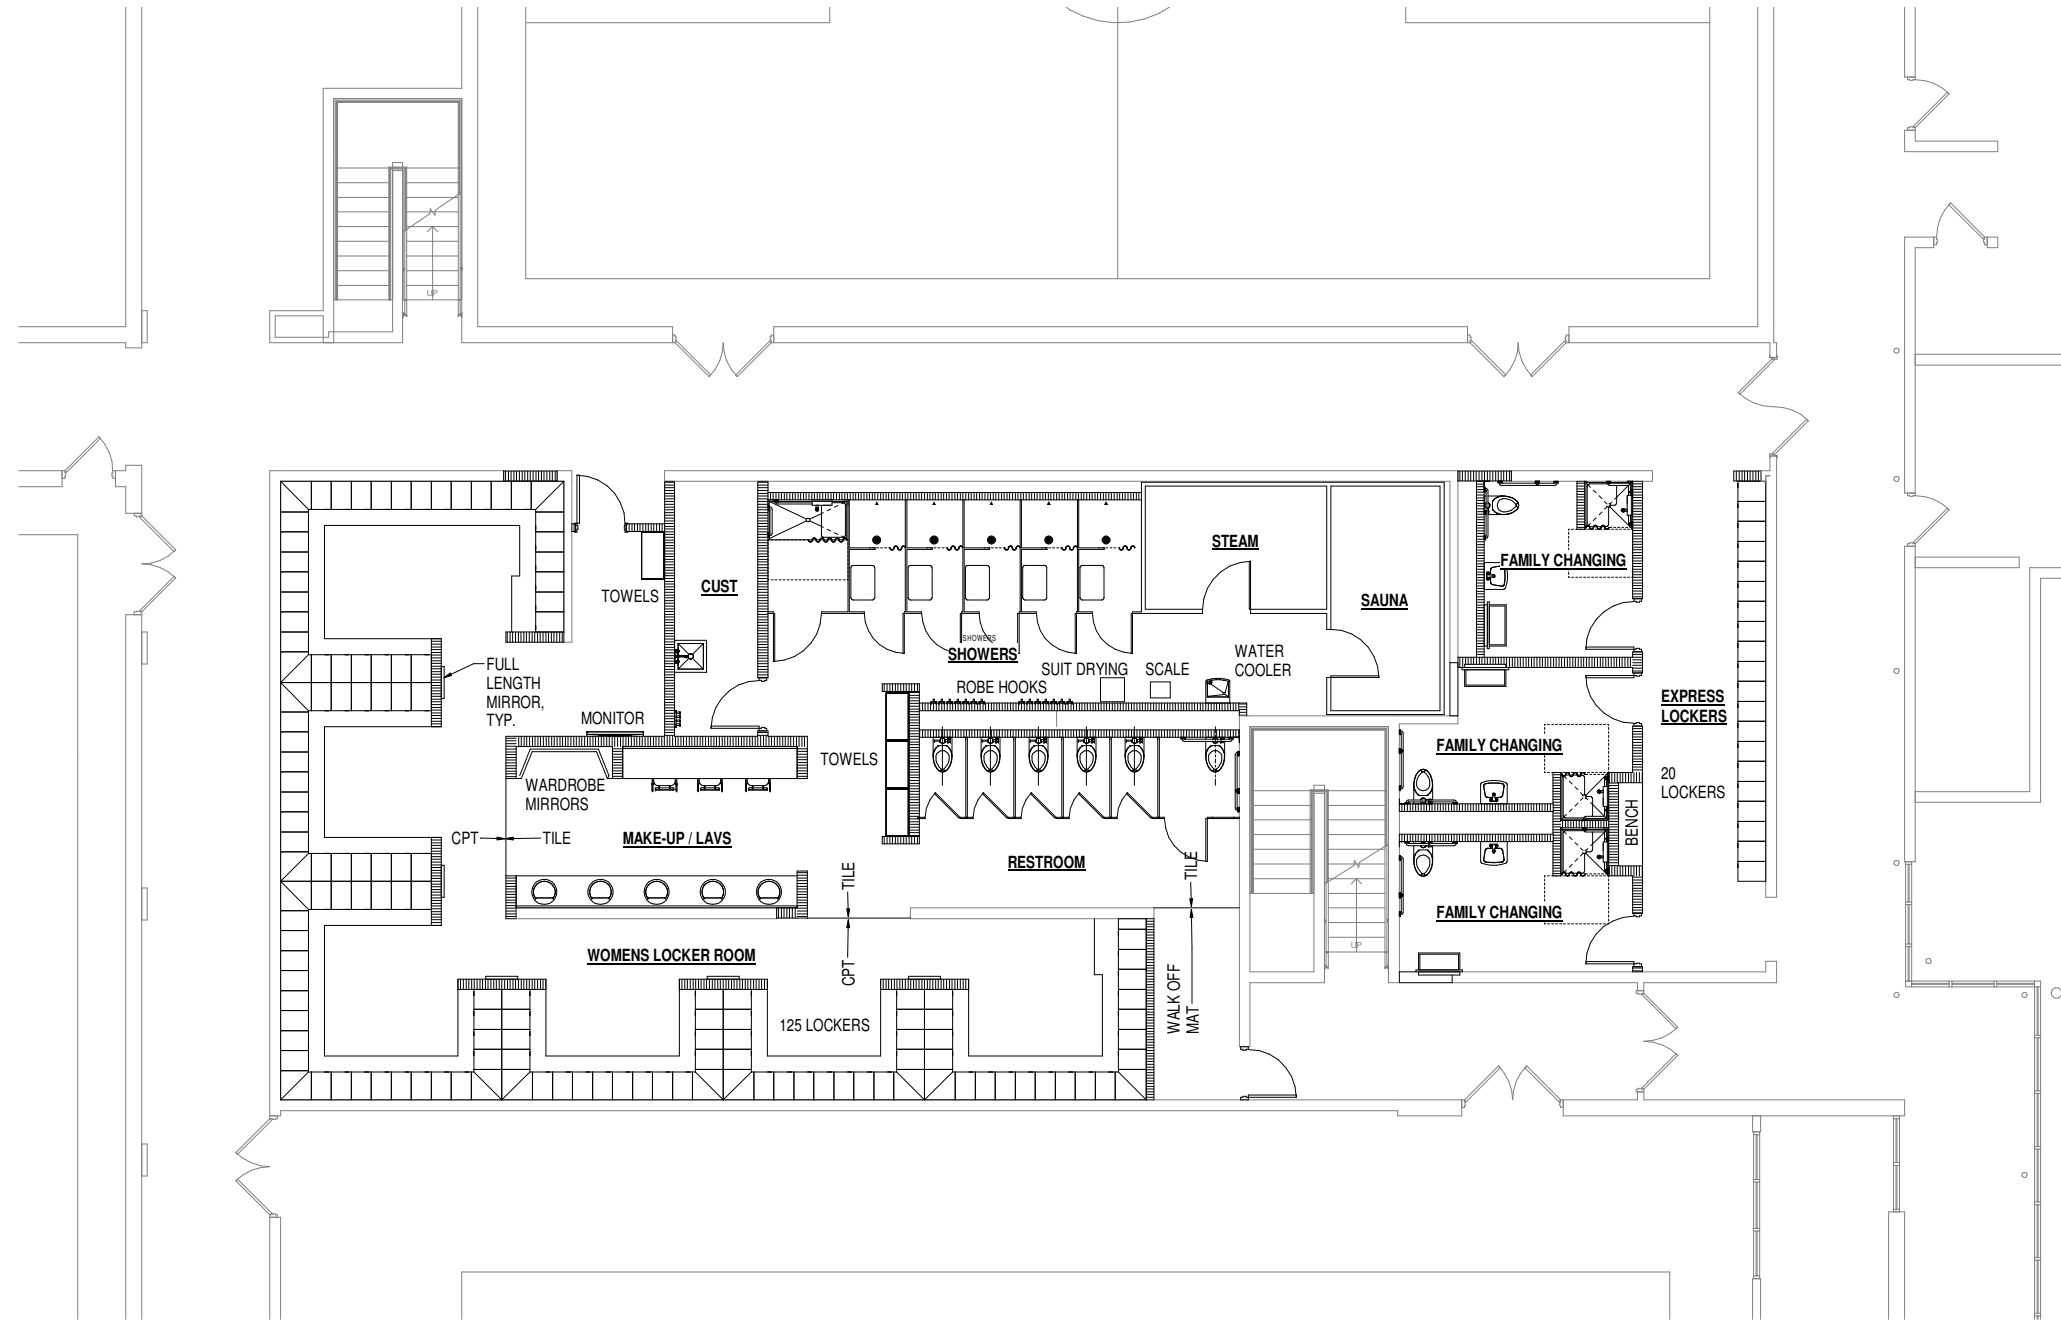 UP
STEAM
FAMILY CHANGING
CUST
TOWELS
SAUNA
SHOWERS
SHOWERS
WATER
COOLER
SUIT DRYING
SCALE
ROBE HOOKS
FULL
LENGTH
MIRROR,
TYP.
MONITOR
EXPRESS
LOCKERS
FAMILY CHANGING
TOWELS
WARDROBE
MIRRORS
20
LOCKERS
BENCH
CPT
TILE
MAKE-UP / LAVS
RESTROOM
TILE
TILE
N
N
FAMILY CHANGING
UP
WOMENS LOCKER ROOM
CPT
WALK OFF
MAT
125 LOCKERS